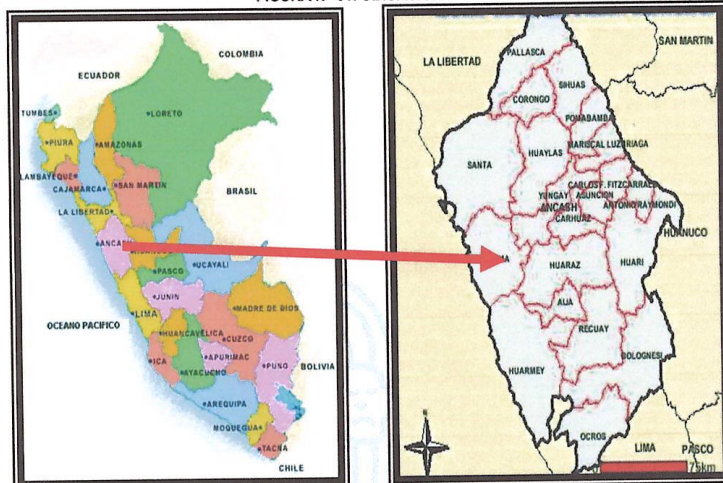 COLOMBIA
ECUADOR
TUMBES
LORETO
PIURA
AMAZONAS
LAMBAYEQUE
SAN MARTIN
CAJAMARCA
BRASIL
LA LIBERTAD
UCAYALI
PASCO
JUNIN
MADRE DE DIOS
LIMA
OCEANO PACIFICO
HUANCAVELICA
CUZCO
ICA
APURIMAC
PUNO
BOLIVIA
AYACUCHO
AREQUIPA
MOQUEGUA
TACNA
CHILE
PALLASCA
SAN MARTIN
LA LIBERTAD
SIHUAS
CORONGO
POMABAMBA
MARISCAL LUZURIAGA
SANTA
HUAYLAS
CARLOS F. FITZCARRALD
YUNGAY
ASUNCION
ANTONIO RAYMONDI
ANCASH
CARHUAZ
HUANUCO
HUARAZ
HUARI
AIJA
RECUAY
BOLOGNESI
HUARMEY
OCROS
LIMA
PASCO
75km